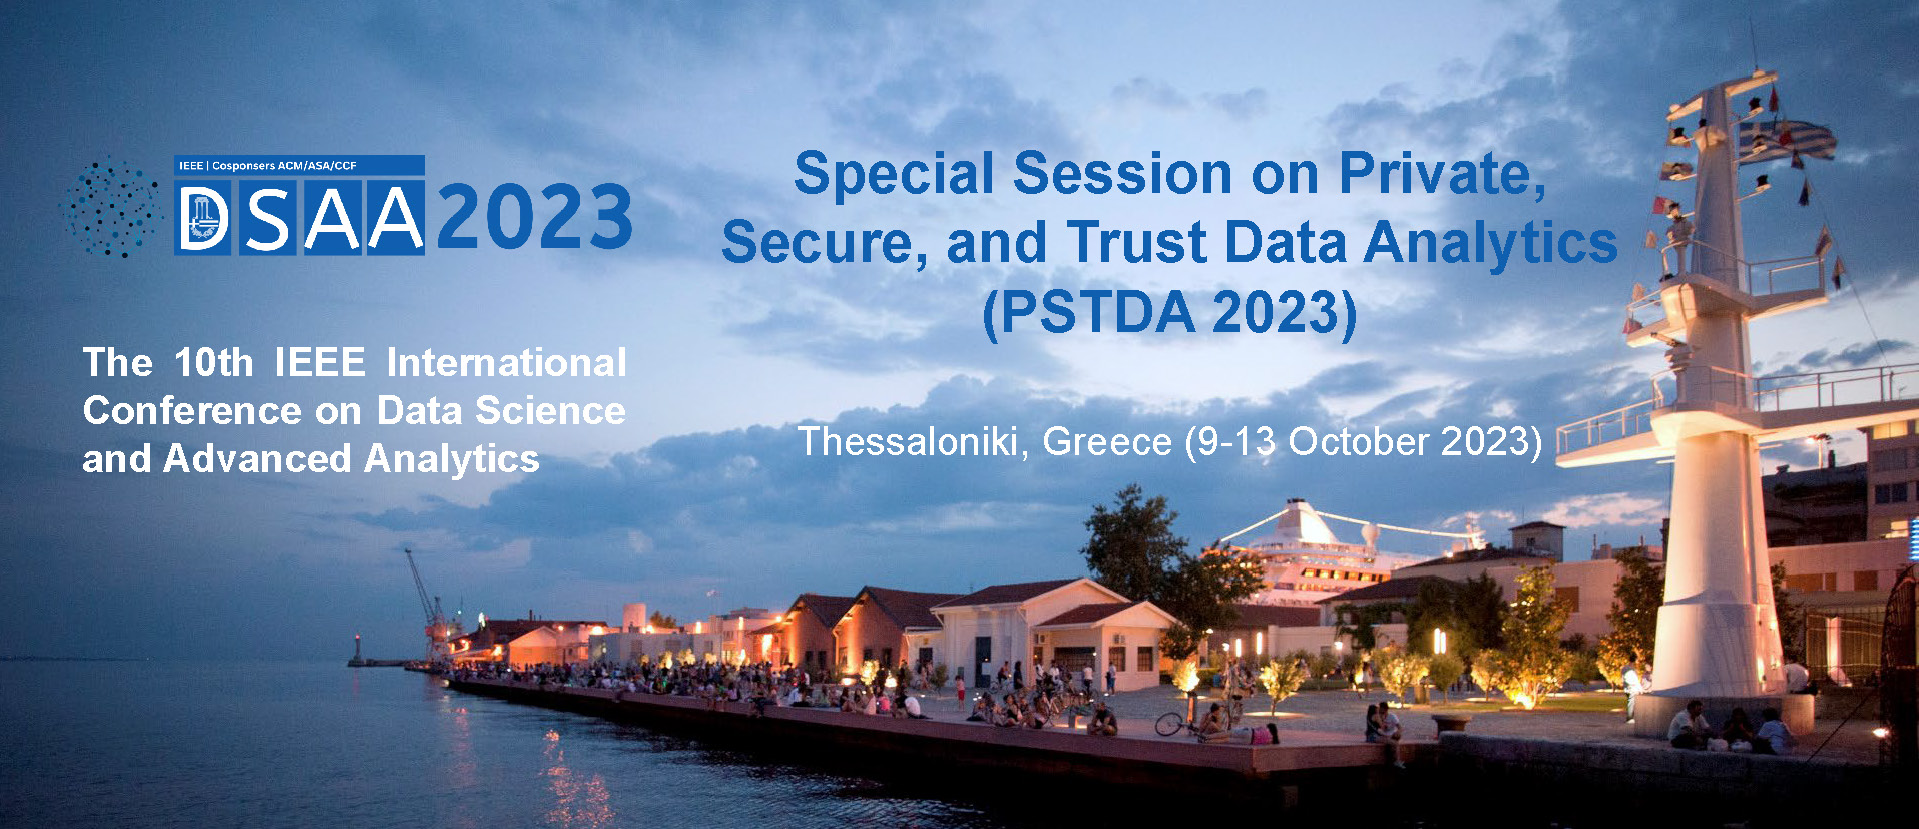 IEEE | Cosponsers ACM/ASA/CCF
DSAA 2023
The 10th IEEE International
Conference on Data Science
and Advanced Analytics
Special Session on Private,
Secure, and Trust Data Analytics
(PSTDA 2023)
Thessaloniki, Greece (9-13 October 2023)